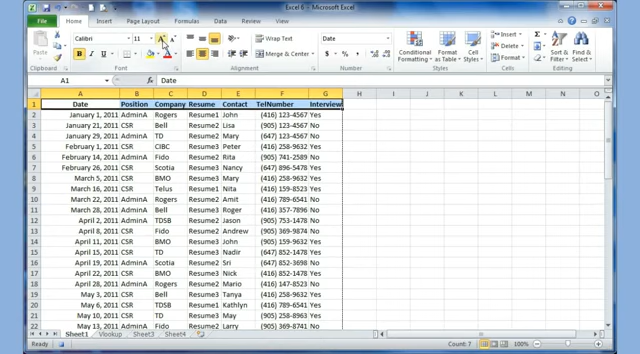 Excel 6 - Microsoft Excel
File Home Insert Page Layout Formulas Data Review View
Calibri 11 Wrap Text Date Insert
Paste Merge & Center Conditional Formatting Format as Table Cell Styles Delete Format Sort & Filter Find & Select
Clipboard Font Alignment Number Styles Cells Editing
A1 Date
A B C D E F G H I J K L M N O
1 Date Position Company Resume Contact TelNumber Interview
2 January 1, 2011 AdminA Rogers Resume1 John (416) 123-4567 Yes
3 January 21, 2011 CSR Bell Resume2 Lisa (647) 123-4567 No
4 January 29, 2011 CSR TD Resume2 Mary (647) 123-4567 No
5 February 1, 2011 CSR CIBC Resume3 Peter (416) 258-9632 Yes
6 February 14, 2011 AdminA Fido Resume2 Rita (905) 741-2589 No
7 February 26, 2011 CSR Scotia Resume2 Nancy (647) 896-5478 Yes
8 March 5, 2011 CSR BMO Resume3 Mary (416) 258-9632 Yes
9 March 16, 2011 CSR Telus Resume1 Nita (416) 159-8523 Yes
10 March 22, 2011 AdminA Rogers Resume3 Amit (416) 789-6541 No
11 March 28, 2011 AdminA Bell Resume3 Roger (416) 357-7896 No
12 April 2, 2011 AdminA TDSB Resume2 Jason (905) 753-1478 No
13 April 8, 2011 CSR Fido Resume2 Andrew (905) 369-9874 No
14 April 11, 2011 CSR BMO Resume3 John (905) 159-9632 Yes
15 April 15, 2011 CSR TD Resume3 Nadir (647) 852-1478 Yes
16 April 19, 2011 AdminA Scotia Resume2 Sri (647) 852-3698 No
17 April 22, 2011 AdminA BMO Resume3 Nick (417) 852-1478 Yes
18 April 28, 2011 CSR Rogers Resume2 Mario (416) 147-8523 No
19 May 3, 2011 CSR Bell Resume3 Tanya (416) 258-9632 Yes
20 May 6, 2011 CSR TDSB Resume3 Kathlyn (416) 789-6541 Yes
21 May 10, 2011 CSR TD Resume3 May (416) 258-8963 Yes
22 May 13, 2011 AdminA Fido Resume2 Larry (905) 369-8741 No
Sheet1 Vlookup Sheet3 Sheet4
Count: 7 100%